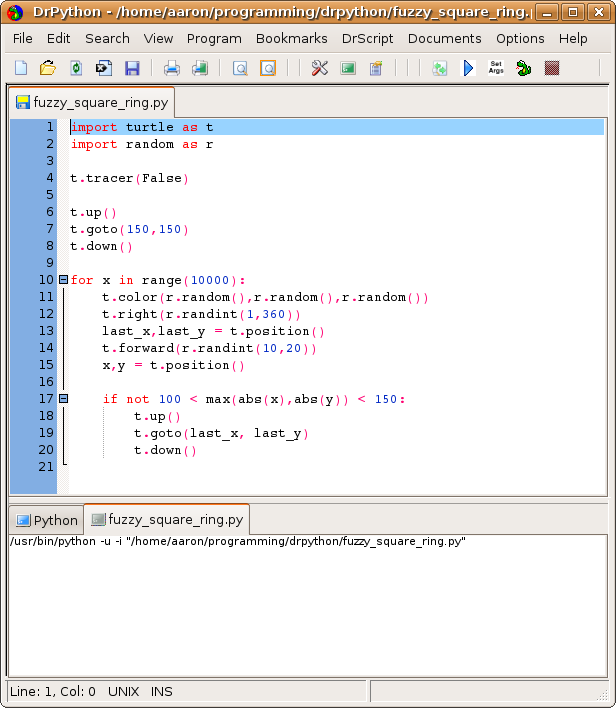 DrPython - /home/aaron/programming/drpython/fuzzy_square_ring.
File Edit Search View Program Bookmarks DrScript Documents Options Help
Set Args
fuzzy_square_ring.py
1 import turtle as t
2 import random as r
3
4 t.tracer(False)
5
6 t.up()
7 t.goto(150,150)
8 t.down()
9
10 for x in range(10000):
11     t.color(r.random(),r.random(),r.random())
12     t.right(r.randint(1,360))
13     last_x,last_y = t.position()
14     t.forward(r.randint(10,20))
15     x,y = t.position()
16
17     if not 100 < max(abs(x),abs(y)) < 150:
18         t.up()
19         t.goto(last_x, last_y)
20         t.down()
21
Python fuzzy_square_ring.py
/usr/bin/python -u -i "/home/aaron/programming/drpython/fuzzy_square_ring.py"
Line: 1, Col: 0 UNIX INS